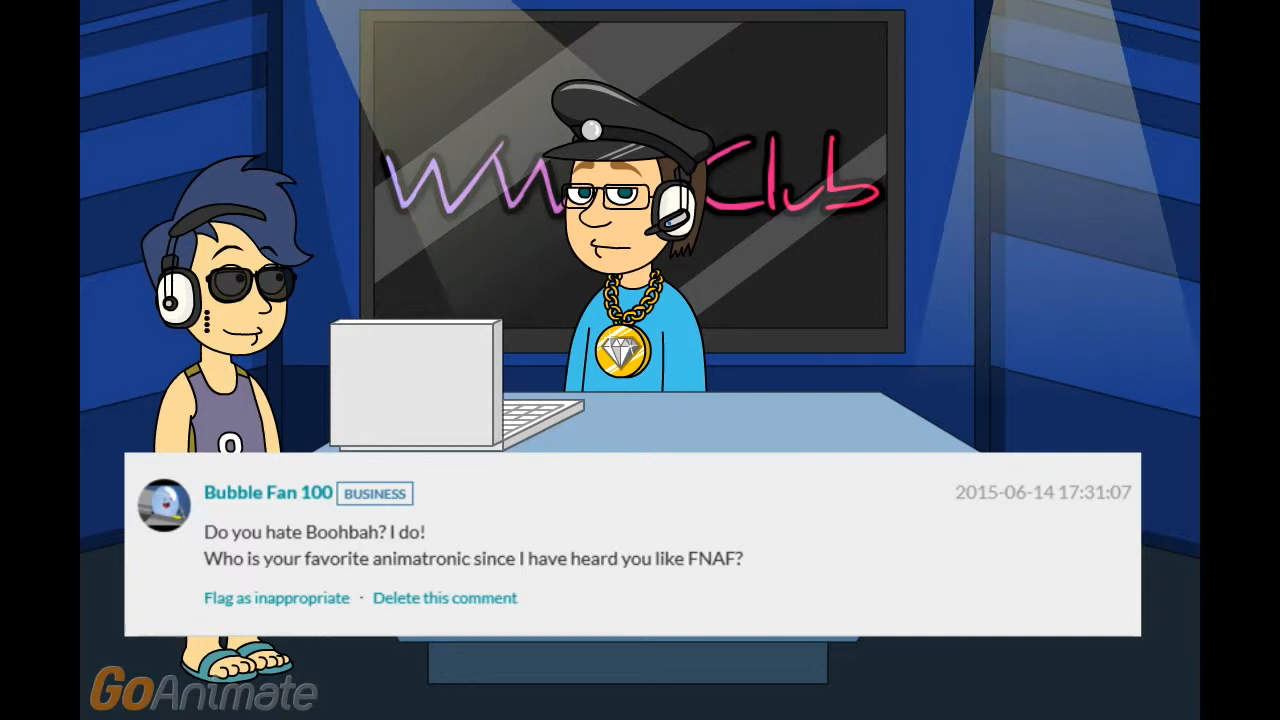 Club
O
Bubble Fan 100 BUSINESS
2015-06-14 17:31:07
Do you hate Boohbah? I do!
Who is your favorite animatronic since I have heard you like FNAF?
Flag as inappropriate · Delete this comment
GoAnimate